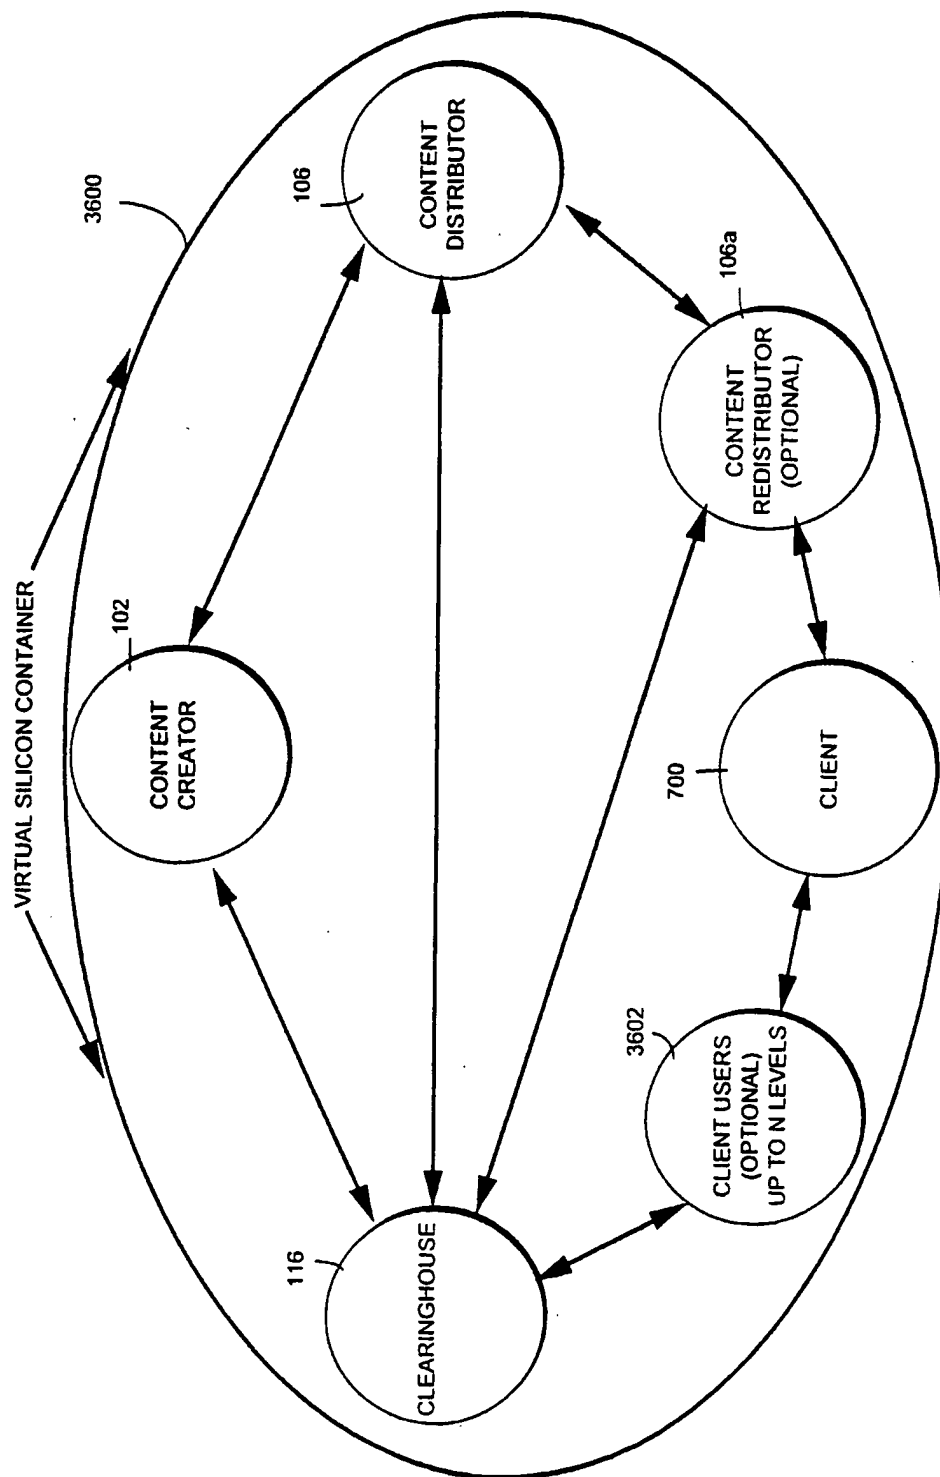 VIRTUAL SILICON CONTAINER
3600
102
CONTENT
CREATOR
106
CONTENT
DISTRIBUTOR
116
CLEARINGHOUSE
106a
CONTENT
REDISTRIBUTOR
(OPTIONAL)
3602
CLIENT USERS
(OPTIONAL)
UP TO N LEVELS
700
CLIENT